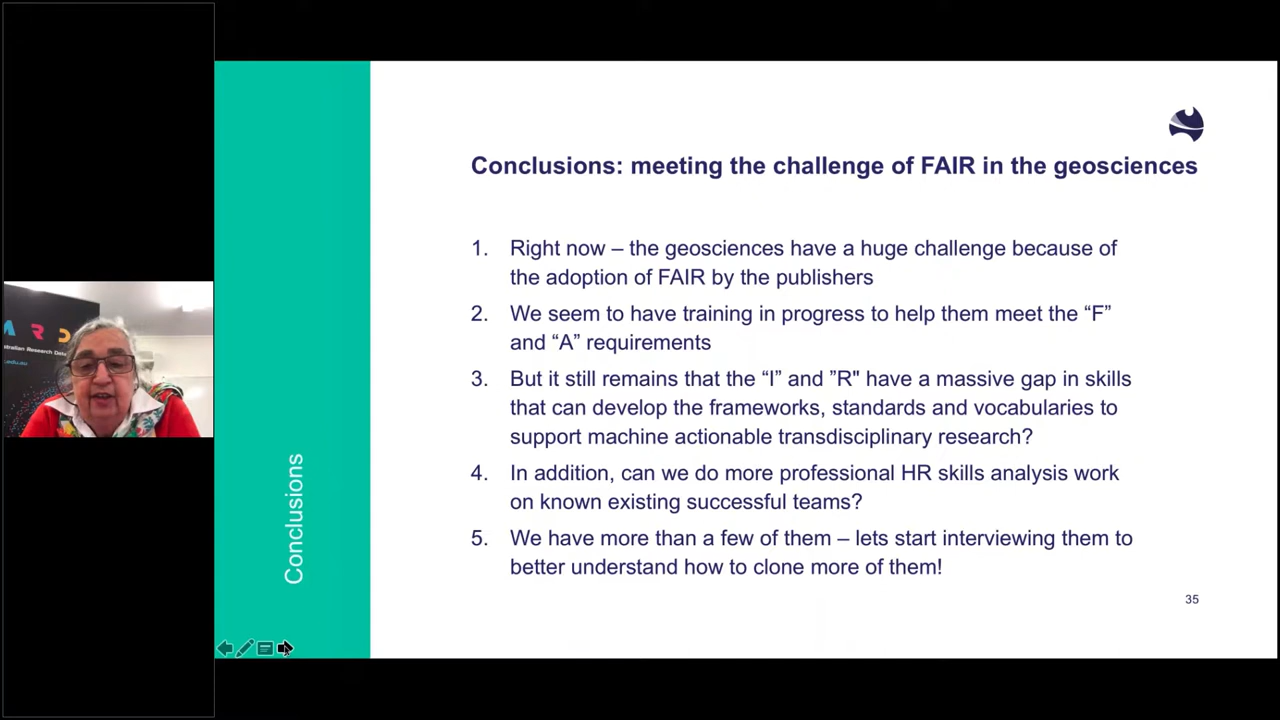 Conclusions: meeting the challenge of FAIR in the geosciences
1. Right now – the geosciences have a huge challenge because of
the adoption of FAIR by the publishers
2. We seem to have training in progress to help them meet the “F”
and “A” requirements
3. But it still remains that the “I” and ”R" have a massive gap in skills
that can develop the frameworks, standards and vocabularies to
support machine actionable transdisciplinary research?
4. In addition, can we do more professional HR skills analysis work
on known existing successful teams?
5. We have more than a few of them – lets start interviewing them to
better understand how to clone more of them!
35
Conclusions
R D
Research Data
.edu.au